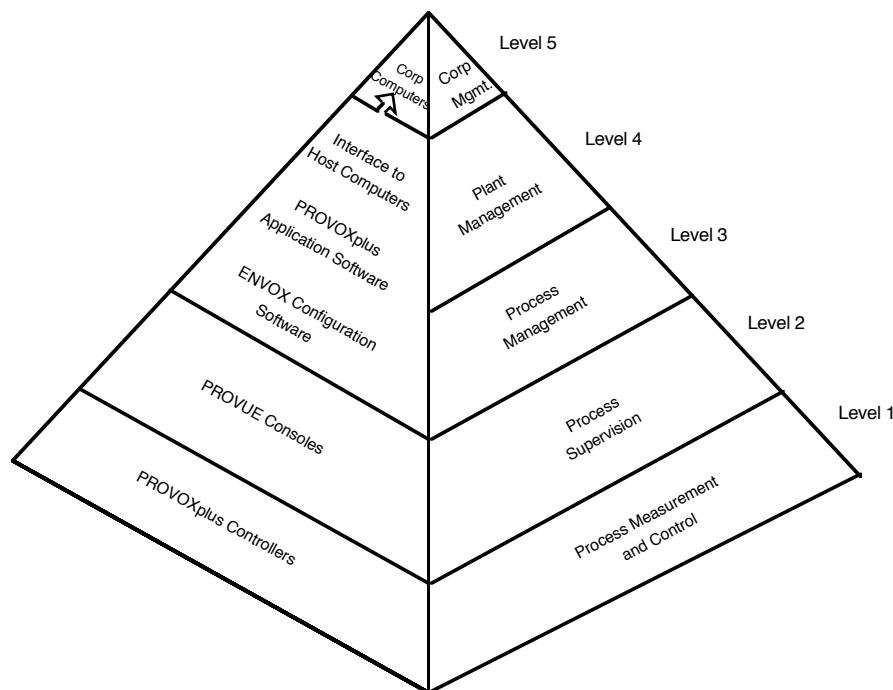 Level 5
Corp
Computers
Corp
Mgmt.
Level 4
Interface to
Host Computers
Plant
Management
PROVOXplus
Application Software
Level 3
ENVOX Configuration
Software
Process
Management
Level 2
PROVUE Consoles
Process
Supervision
Level 1
PROVOXplus Controllers
Process Measurement
and Control